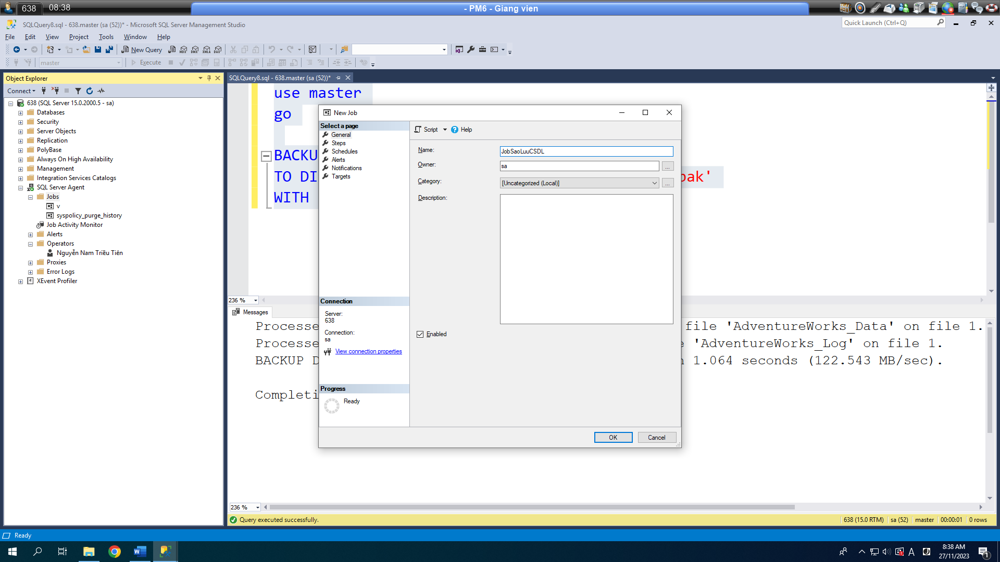 638 08:38 - PM6 - Giang vien
SQLQuery8.sql - 638.master (sa (52))* - Microsoft SQL Server Management Studio
Quick Launch (Ctrl+Q)
File Edit View Project Tools Window Help
New Query MDX DMX XMLA DAX
master Execute
Object Explorer
Connect
638 (SQL Server 15.0.2000.5 - sa)
Databases
Security
Server Objects
Replication
PolyBase
Always On High Availability
Management
Integration Services Catalogs
SQL Server Agent
Jobs
v
syspolicy_purge_history
Job Activity Monitor
Alerts
Operators
Nguyễn Nam Triều Tiên
Proxies
Error Logs
XEvent Profiler
SQLQuery8.sql - 638.master (sa (52))*
use master
go
BACKU
TO DI bak'
WITH
236 %
Messages
Processe file 'AdventureWorks_Data' on file 1.
Processe 'AdventureWorks_Log' on file 1.
BACKUP D 1.064 seconds (122.543 MB/sec).
Completi
236 %
Query executed successfully. 638 (15.0 RTM) sa (52) master 00:00:01 0 rows
New Job
Select a page
General
Steps
Schedules
Alerts
Notifications
Targets
Connection
Server:
638
Connection:
sa
View connection properties
Progress
Ready
Script Help
Name: JobSaoLuuCSDL
Owner: sa ...
Category: [Uncategorized (Local)] ...
Description:
Enabled
OK Cancel
Ready
8:38 AM
27/11/2023
A
1